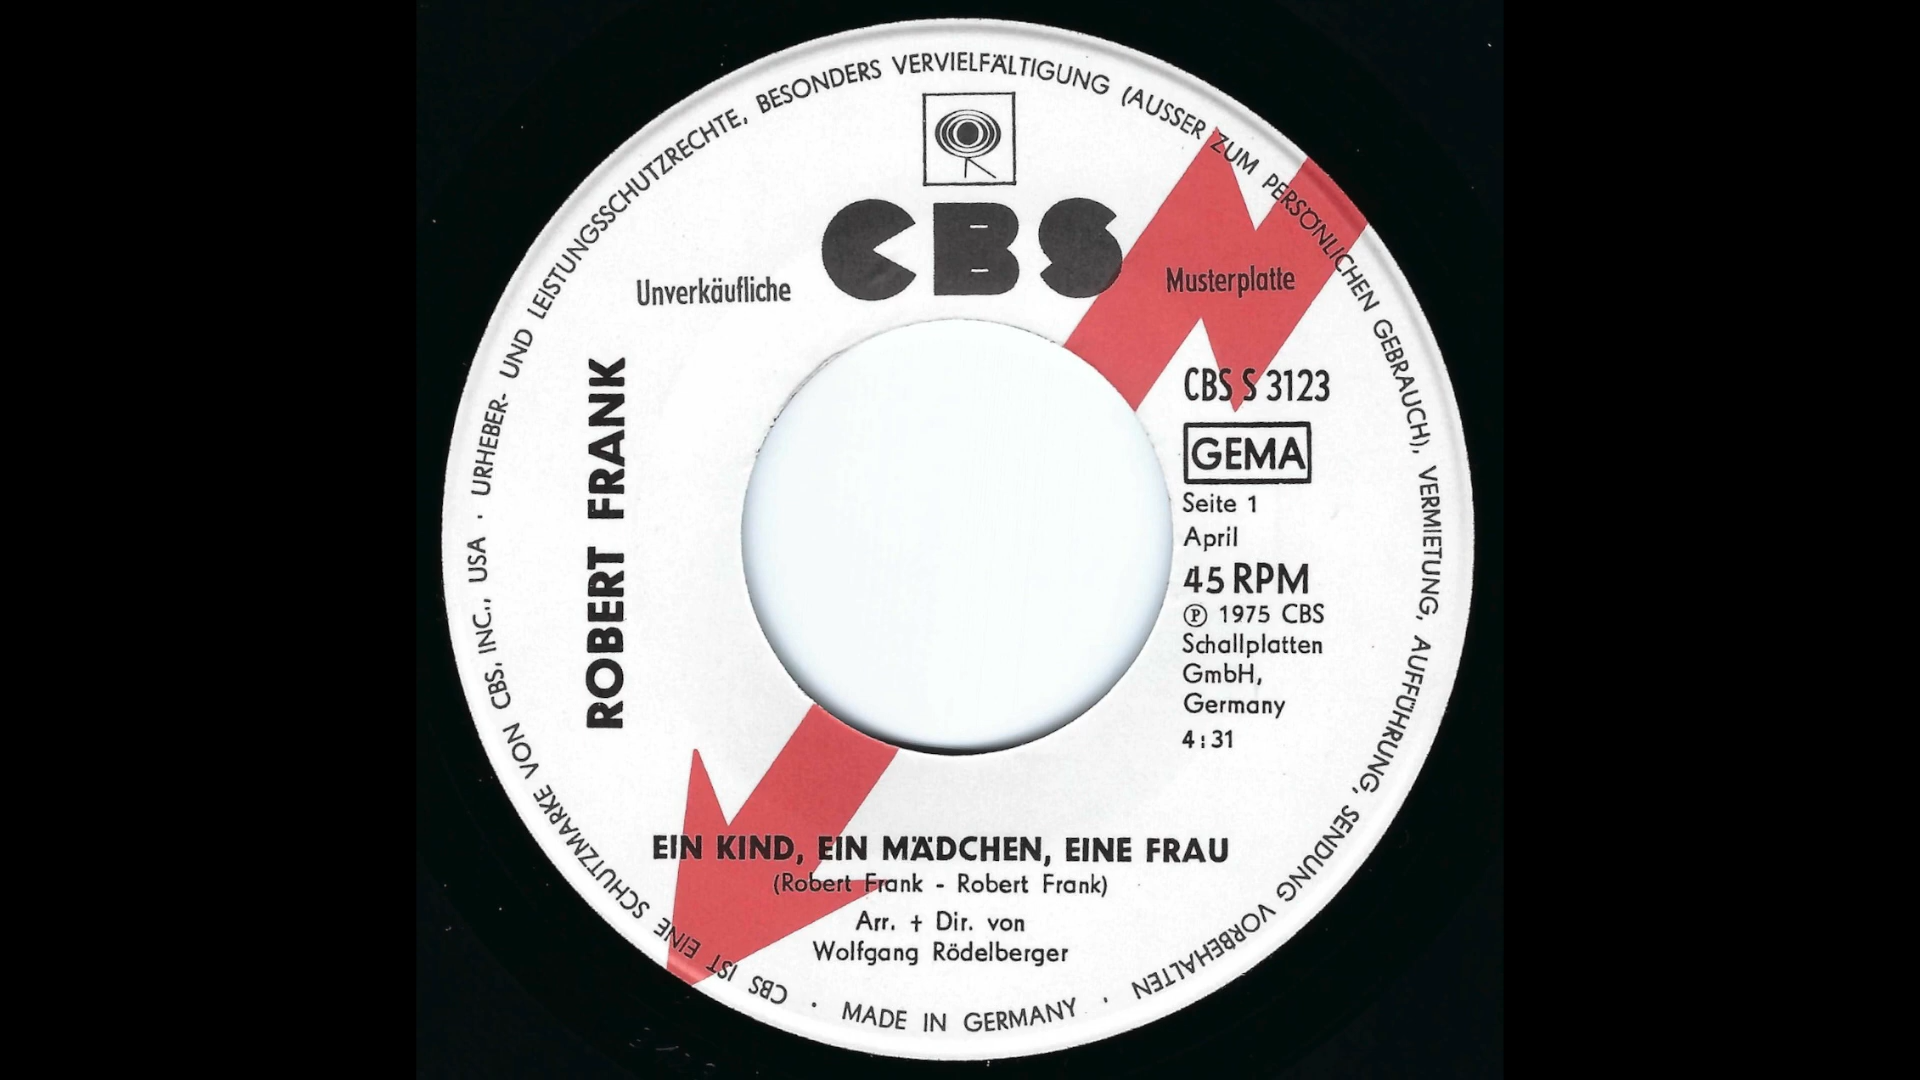 URHEBER- UND LEISTUNGSSCHUTZRECHTE, BESONDERS VERVIELFÄLTIGUNG (AUSSER ZUM PERSÖNLICHEN GEBRAUCH), VERMIETUNG, AUFFÜHRUNG, SENDUNG VORBEHALTEN ·
CBS
Unverkäufliche
Musterplatte
ROBERT FRANK
CBS S 3123
GEMA
Seite 1
April
45 RPM
Ⓟ 1975 CBS
Schallplatten
GmbH,
Germany
4:31
EIN KIND, EIN MÄDCHEN, EINE FRAU
(Robert Frank - Robert Frank)
Arr. + Dir. von
Wolfgang Rödelberger
MADE IN GERMANY ·
CBS IST EINE SCHUTZMARKE VON CBS, INC., USA ·